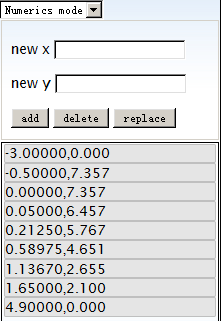 Numerics mode
new x
new y
add delete replace
-3.00000,0.000
-0.50000,7.357
0.00000,7.357
0.05000,6.457
0.21250,5.767
0.58975,4.651
1.13670,2.655
1.65000,2.100
4.90000,0.000